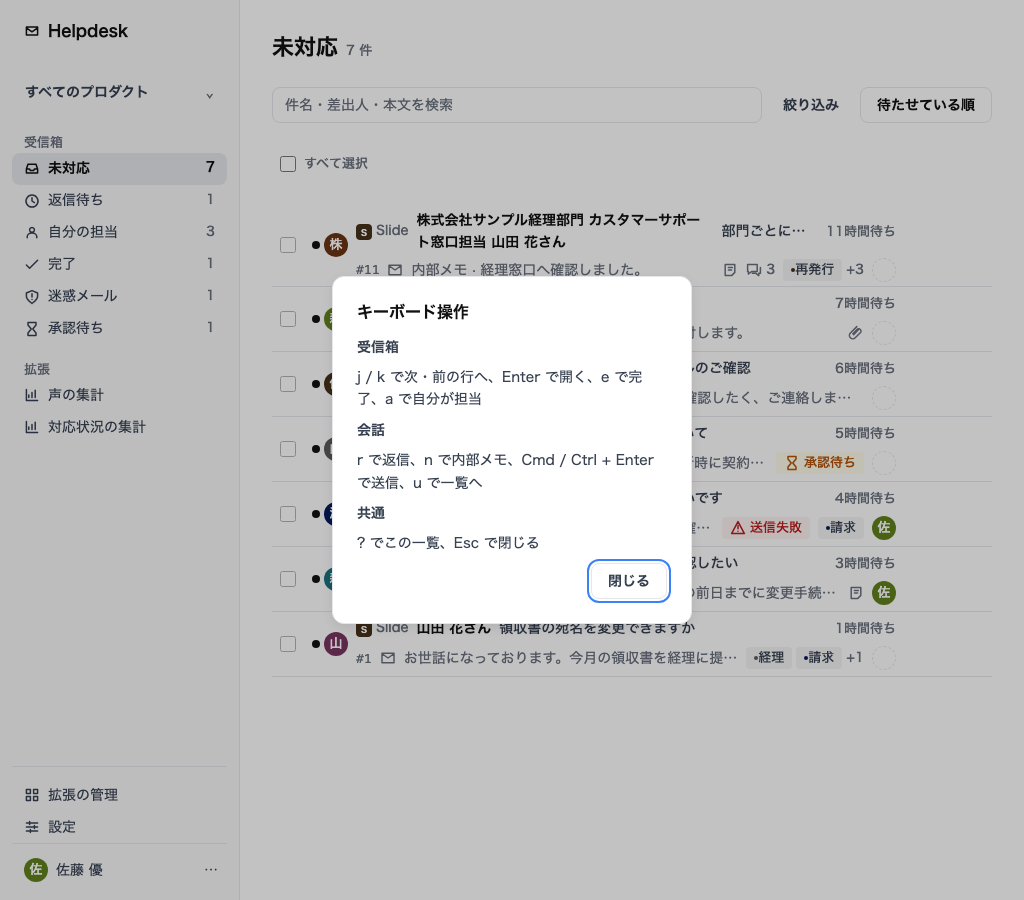 Helpdesk
すべてのプロダクト
受信箱
未対応 7
返信待ち 1
自分の担当 3
完了 1
迷惑メール 1
承認待ち 1
拡張
声の集計
対応状況の集計
拡張の管理
設定
佐 佐藤 優 …
未対応 7 件
件名・差出人・本文を検索 絞り込み 待たせている順
すべて選択
株 S Slide 株式会社サンプル経理部門 カスタマーサポー
ト窓口担当 山田 花さん 部門ごとに… 11時間待ち
#11 内部メモ · 経理窓口へ確認しました。 3 •再発行 +3
7時間待ち
します。
のご確認 6時間待ち
認したく、ご連絡しま…
て 5時間待ち
時に契約… 承認待ち
です 4時間待ち
… 送信失敗 •請求 佐
したい 3時間待ち
前日までに変更手続… 佐
山 S Slide 山田 花さん 領収書の宛名を変更できますか 1時間待ち
#1 お世話になっております。今月の領収書を経理に提… •経理 •請求 +1
キーボード操作
受信箱
j / k で次・前の行へ、Enter で開く、e で完
了、a で自分が担当
会話
r で返信、n で内部メモ、Cmd / Ctrl + Enter
で送信、u で一覧へ
共通
? でこの一覧、Esc で閉じる
閉じる